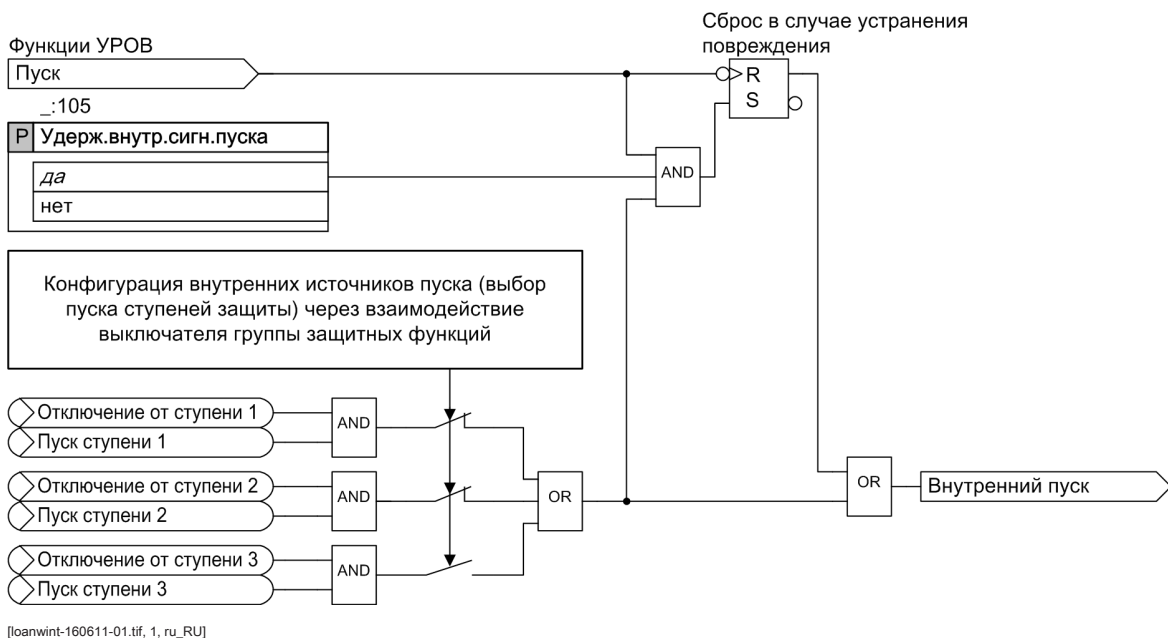 Сброс в случае устранения
повреждения
Функции УРОВ
Пуск
R
S
_:105
P Удерж.внутр.сигн.пуска
да
нет
AND
Конфигурация внутренних источников пуска (выбор
пуска ступеней защиты) через взаимодействие
выключателя группы защитных функций
Отключение от ступени 1
Пуск ступени 1
AND
Отключение от ступени 2
Пуск ступени 2
AND
OR
OR
Внутренний пуск
Отключение от ступени 3
Пуск ступени 3
AND
[loanwint-160611-01.tif, 1, ru_RU]